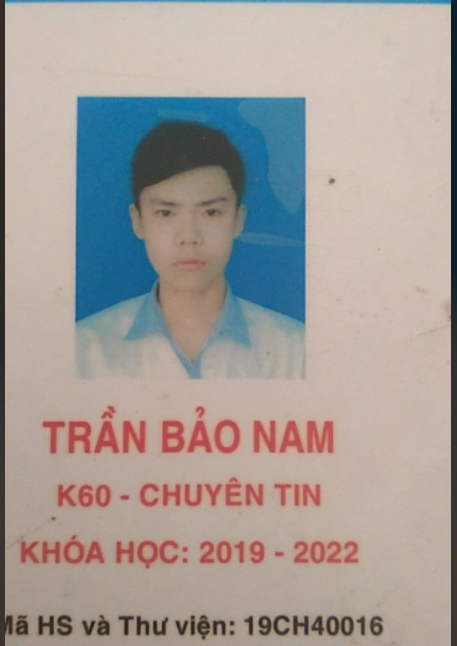 TRẦN BẢO NAM
K60 - CHUYÊN TIN
KHÓA HỌC: 2019 - 2022
Mã HS và Thư viện: 19CH40016